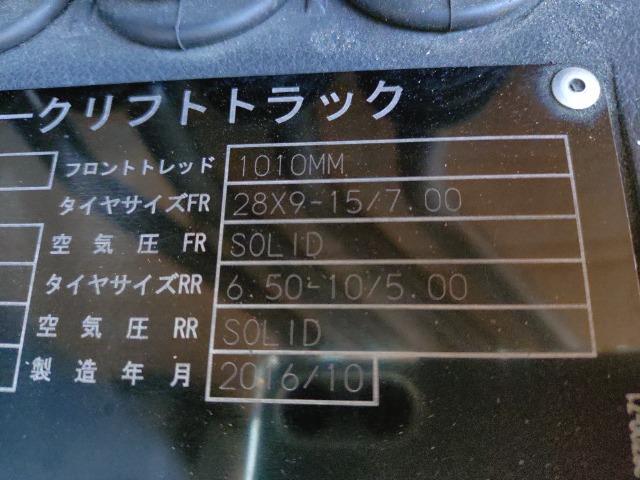 ークリフトトラック
フロントトレッド 1010MM
タイヤサイズFR 28X9-15/7.00
空気圧 FR SOLID
タイヤサイズRR 6.50-10/5.00
空気圧 RR SOLID
製造年月 2016/10